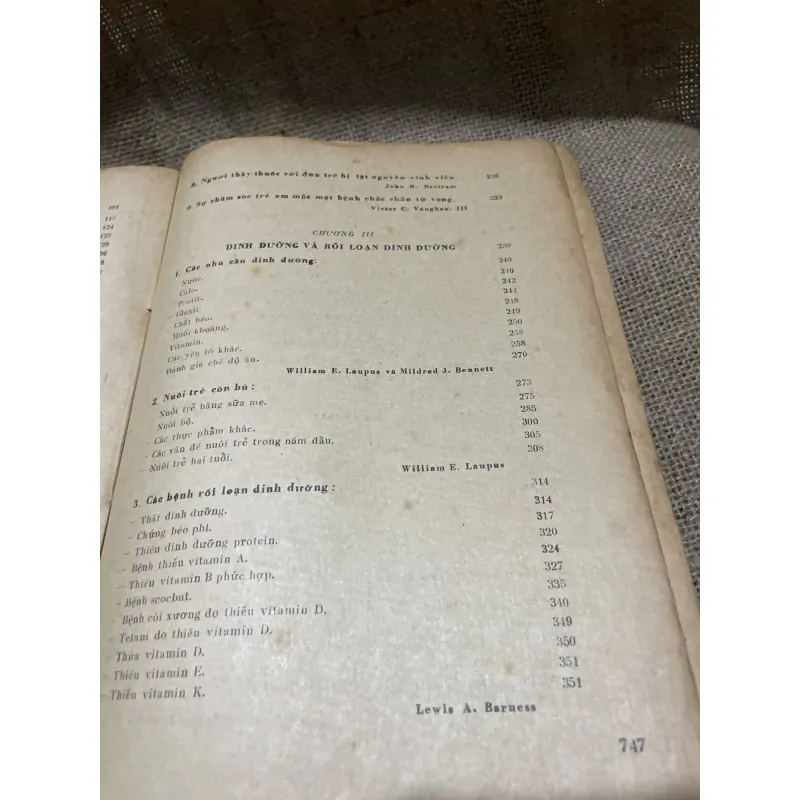 104
117
124
8. Người thầy thuốc với đứa trẻ bị tật nguyền vĩnh viễn. 226
John B. Bertram
9. Sự chăm sóc trẻ em mắc một bệnh chắc chắn tử vong. 233
Victor C. Vaughan. III
CHƯƠNG III
DINH DƯỠNG VÀ RỐI LOẠN DINH DƯỠNG 239
1. Các nhu cầu dinh dưỡng: 240
- Nước. 240
- Calo. 242
- Protit. 244
- Gluxit. 248
- Chất béo. 249
- Muối khoáng. 250
- Vitamin. 258
- Các yếu tố khác. 258
- Đánh giá chế độ ăn. 270
William E. Laupus và Mildred J. Bennett
2. Nuôi trẻ còn bú: 273
- Nuôi trẻ bằng sữa mẹ. 275
- Nuôi bộ. 285
- Các thực phẩm khác. 300
- Các vấn đề nuôi trẻ trong năm đầu. 305
- Nuôi trẻ hai tuổi. 308
William E. Laupus
3. Các bệnh rối loạn dinh dưỡng: 314
- Thất dinh dưỡng. 314
- Chứng béo phì. 317
- Thiếu dinh dưỡng protein. 320
- Bệnh thiếu vitamin A. 324
- Thiếu vitamin B phức hợp. 327
- Bệnh scocbut. 335
- Bệnh còi xương do thiếu vitamin D. 340
- Tetani do thiếu vitamin D. 349
- Thừa vitamin D. 350
- Thiếu vitamin E. 351
- Thiếu vitamin K. 351
Lewis A. Barness
747